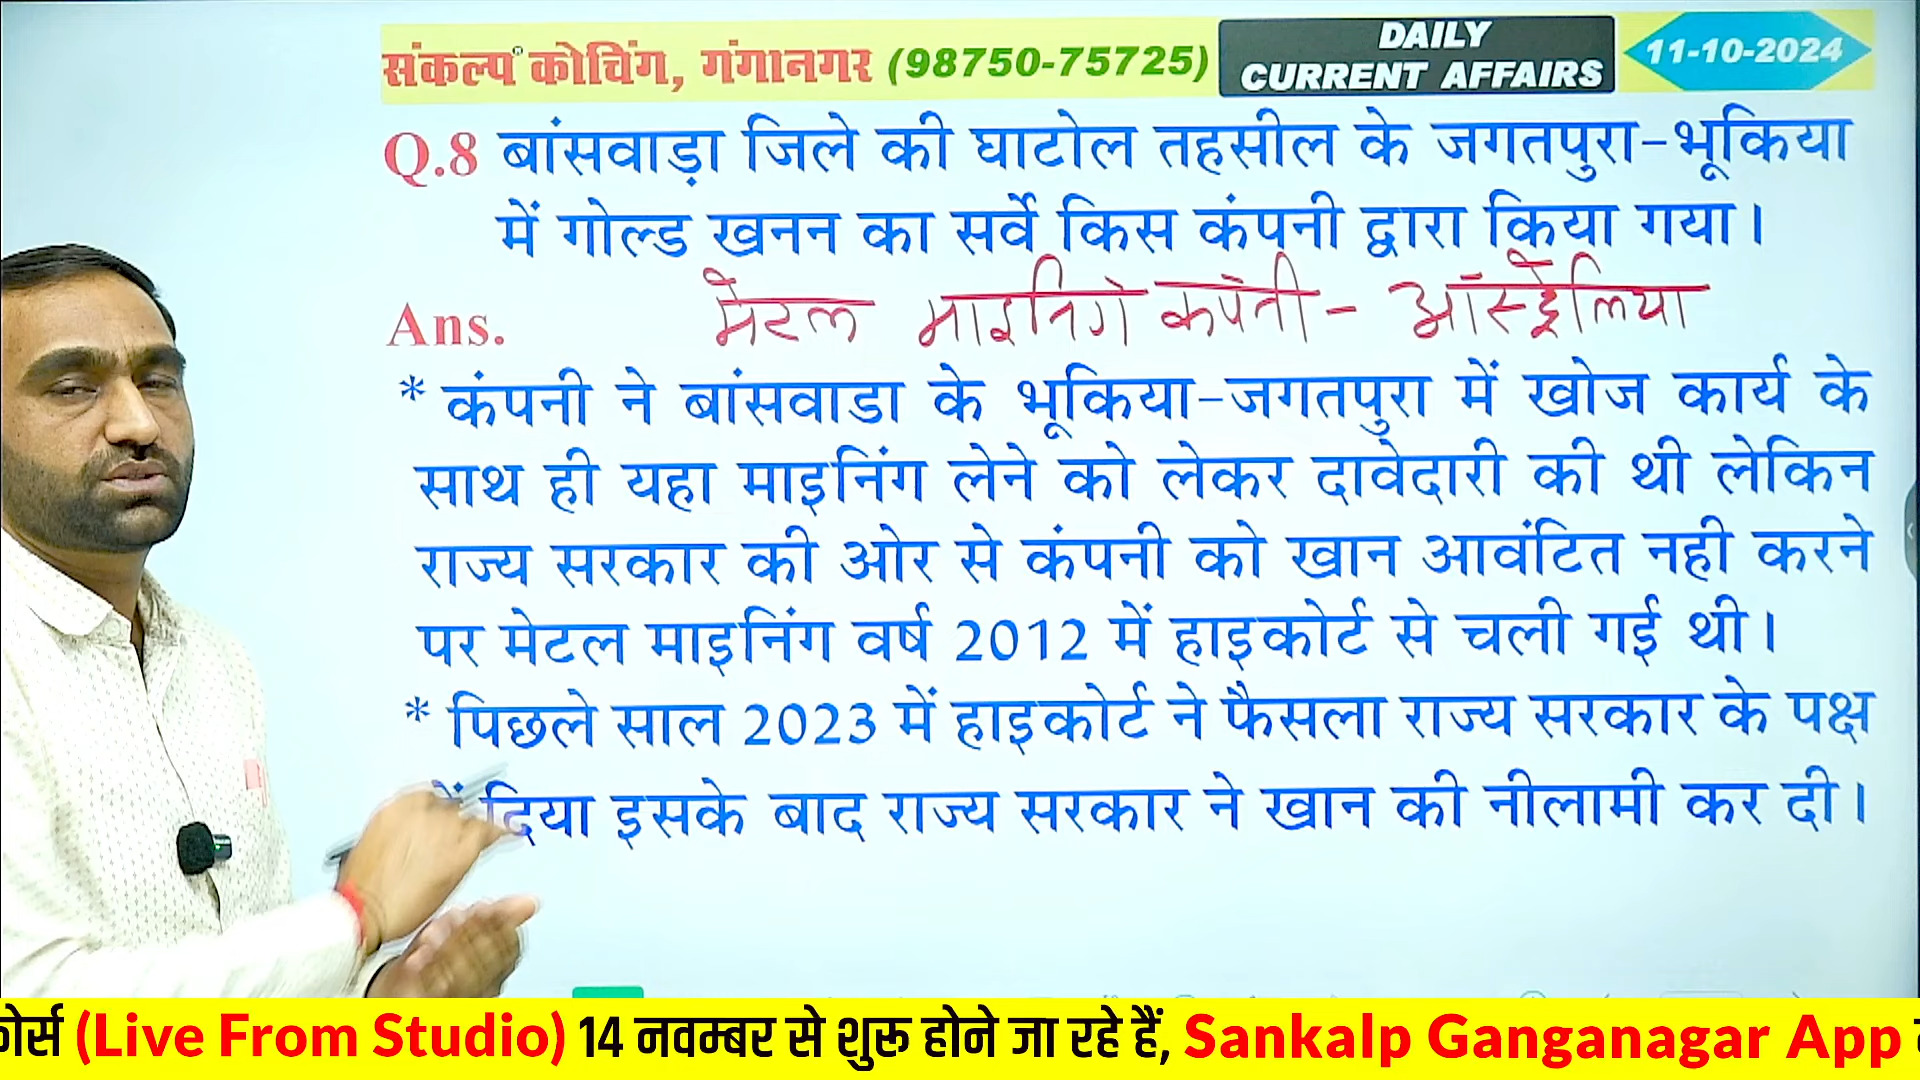 संकल्प® कोचिंग, गंगानगर (98750-75725)
DAILY
CURRENT AFFAIRS
11-10-2024
Q.8 बांसवाड़ा जिले की घाटोल तहसील के जगतपुरा-भूकिया
में गोल्ड खनन का सर्वे किस कंपनी द्वारा किया गया।
Ans. मेटल माइनिंग कंपनी - ऑस्ट्रेलिया
* कंपनी ने बांसवाडा के भूकिया-जगतपुरा में खोज कार्य के
साथ ही यहा माइनिंग लेने को लेकर दावेदारी की थी लेकिन
राज्य सरकार की ओर से कंपनी को खान आवंटित नही करने
पर मेटल माइनिंग वर्ष 2012 में हाइकोर्ट से चली गई थी।
* पिछले साल 2023 में हाइकोर्ट ने फैसला राज्य सरकार के पक्ष
में दिया इसके बाद राज्य सरकार ने खान की नीलामी कर दी।
(Live From Studio) 14 नवम्बर से शुरू होने जा रहे हैं, Sankalp Ganganagar App